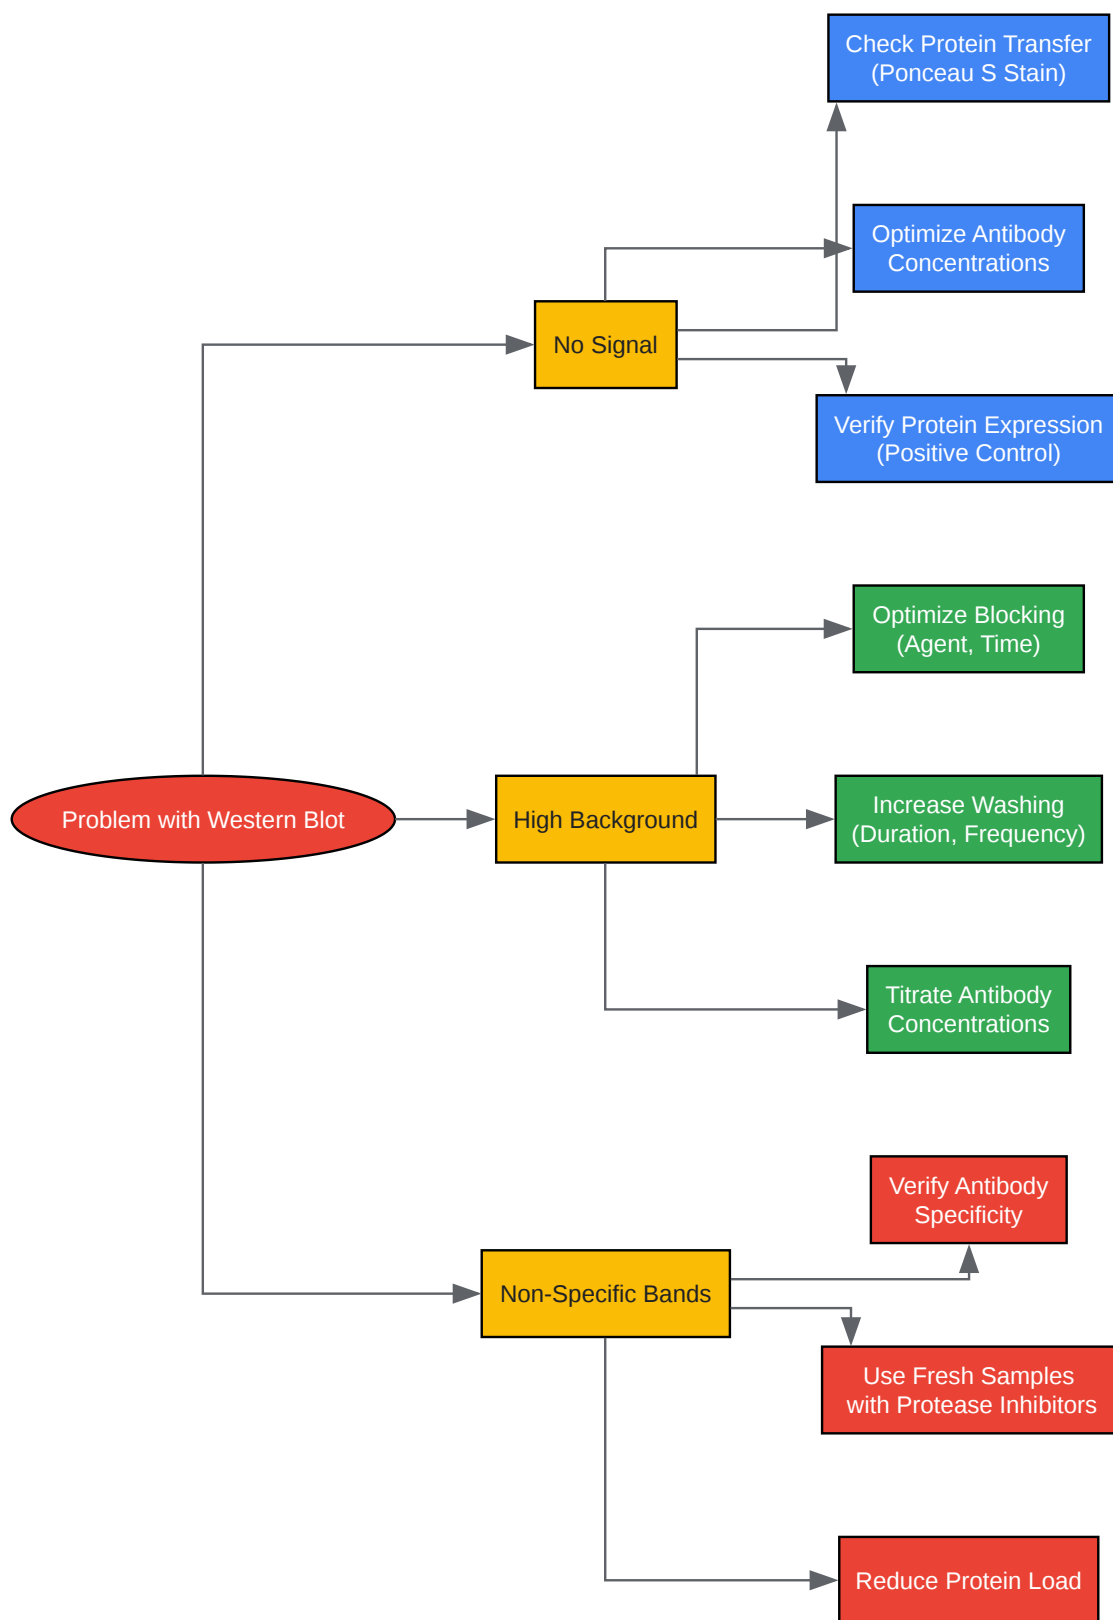 Check Protein Transfer
(Ponceau S Stain)
Optimize Antibody
Concentrations
No Signal
Verify Protein Expression
(Positive Control)
Optimize Blocking
(Agent, Time)
Problem with Western Blot
High Background
Increase Washing
(Duration, Frequency)
Titrate Antibody
Concentrations
Verify Antibody
Specificity
Non-Specific Bands
Use Fresh Samples
with Protease Inhibitors
Reduce Protein Load